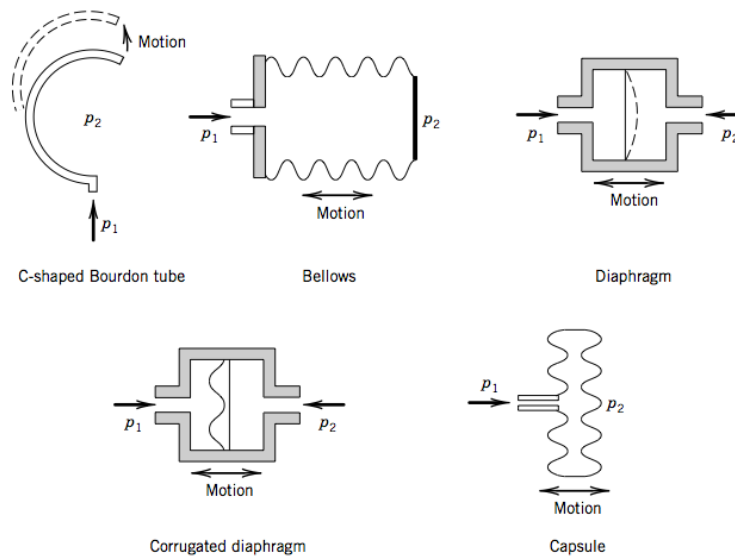 Motion
p2
p1
C-shaped Bourdon tube
p1
p2
Motion
Bellows
p1
p2
Motion
Diaphragm
p1
p2
Motion
Corrugated diaphragm
p1
p2
Motion
Capsule